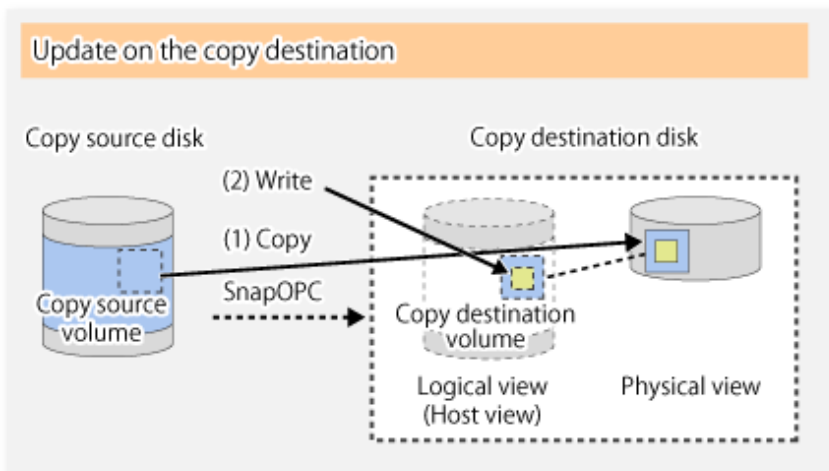 Update on the copy destination
Copy source disk
Copy destination disk
(2) Write
(1) Copy
SnapOPC
Copy source
volume
Copy destination
volume
Logical view
(Host view)
Physical view